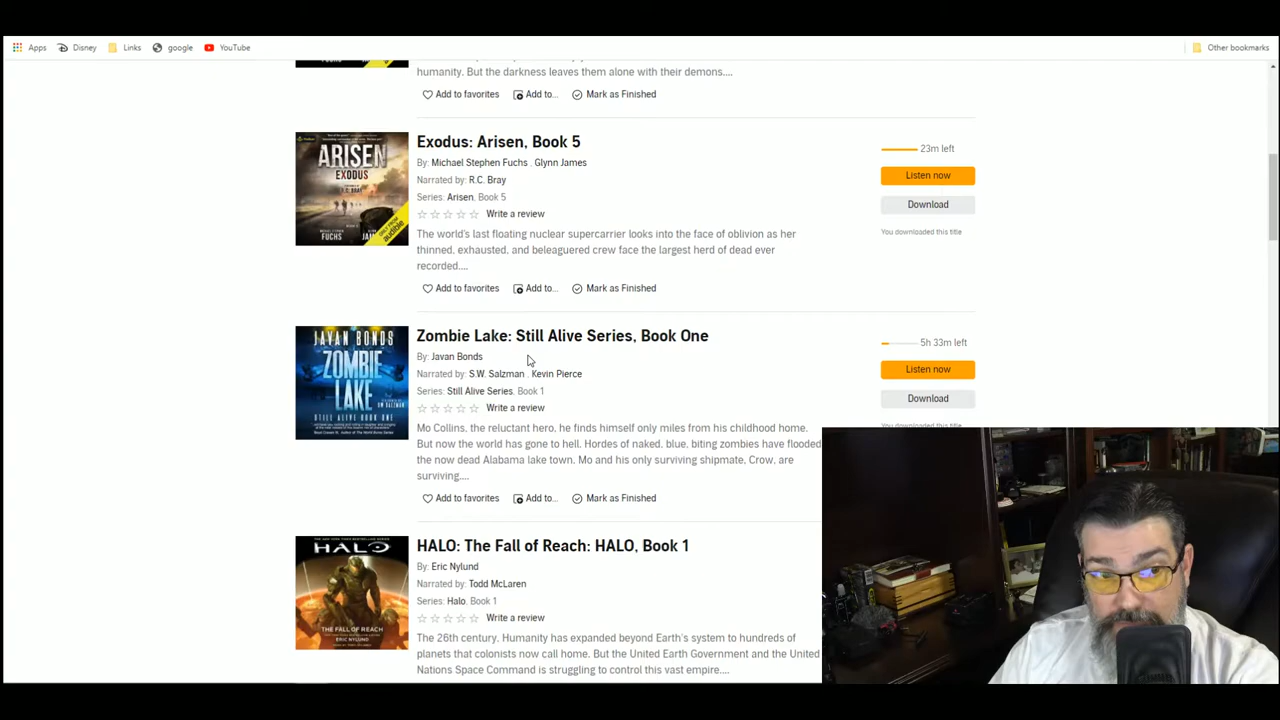 Apps Disney Links google YouTube Other bookmarks
humanity. But the darkness leaves them alone with their demons....
Add to favorites Add to... Mark as Finished
ARISEN
EXODUS
FUCHS
ONLY FROM audible
Exodus: Arisen, Book 5
By: Michael Stephen Fuchs , Glynn James
Narrated by: R.C. Bray
Series: Arisen, Book 5
Write a review
The world's last floating nuclear supercarrier looks into the face of oblivion as her
thinned, exhausted, and beleaguered crew face the largest herd of dead ever
recorded....
Add to favorites Add to... Mark as Finished
23m left
Listen now
Download
You downloaded this title
JAVAN BONDS
ZOMBIE
LAKE
STILL ALIVE BOOK ONE
Zombie Lake: Still Alive Series, Book One
By: Javan Bonds
Narrated by: S.W. Salzman , Kevin Pierce
Series: Still Alive Series, Book 1
Write a review
Mo Collins, the reluctant hero, he finds himself only miles from his childhood home.
But now the world has gone to hell. Hordes of naked, blue, biting zombies have flooded
the now dead Alabama lake town. Mo and his only surviving shipmate, Crow, are
surviving....
Add to favorites Add to... Mark as Finished
5h 33m left
Listen now
Download
HALO
THE FALL OF REACH
HALO: The Fall of Reach: HALO, Book 1
By: Eric Nylund
Narrated by: Todd McLaren
Series: Halo, Book 1
Write a review
The 26th century. Humanity has expanded beyond Earth's system to hundreds of
planets that colonists now call home. But the United Earth Government and the United
Nations Space Command is struggling to control this vast empire....